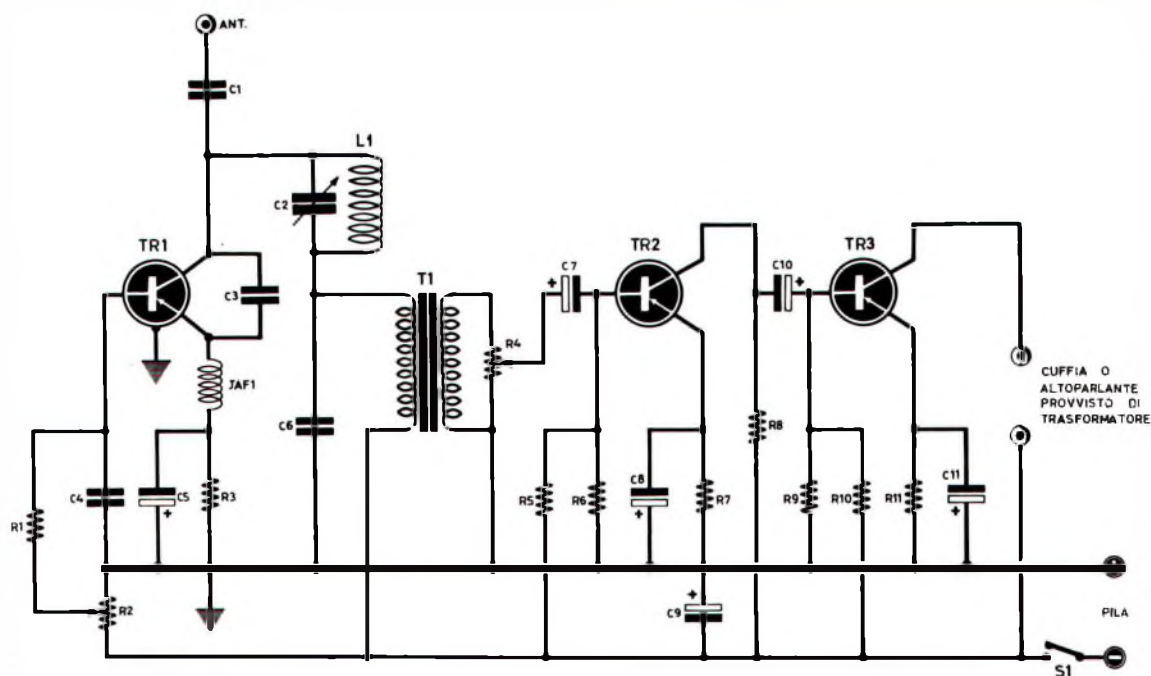 ANT.
C1
L1
C2
TR1
C3
T1
TR2
C7
+
C10
+
TR3
R4
JAF1
CUFFIA O
ALTOPARLANTE
PROVVISTO DI
TRASFORMATORE
C6
R8
C4
C5
+
R3
R5
R6
C8
+
R7
R9
R10
R11
C11
+
R1
R2
+
C9
PILA
S1